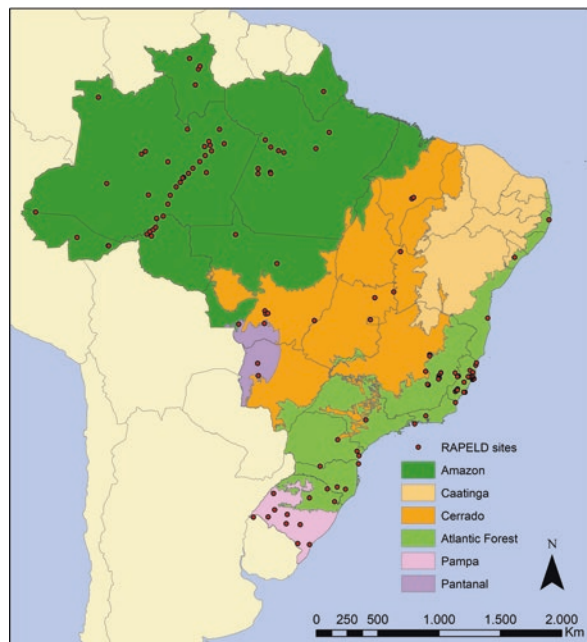 RAPELD sites
Amazon
Caatinga
Cerrado
Atlantic Forest
Pampa
Pantanal
N
0 250 500 1.000 1.500 2.000
Km